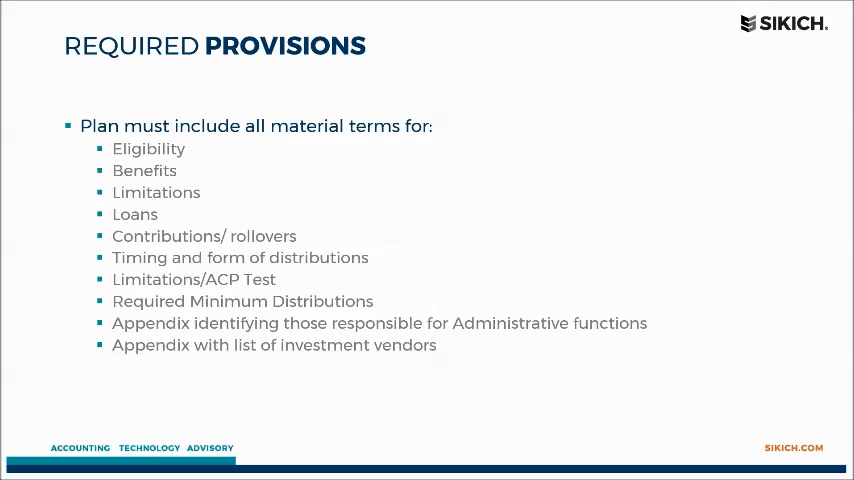 SIKICH.
REQUIRED PROVISIONS
Plan must include all material terms for:
Eligibility
Benefits
Limitations
Loans
Contributions/ rollovers
Timing and form of distributions
Limitations/ACP Test
Required Minimum Distributions
Appendix identifying those responsible for Administrative functions
Appendix with list of investment vendors
ACCOUNTING TECHNOLOGY ADVISORY
SIKICH.COM